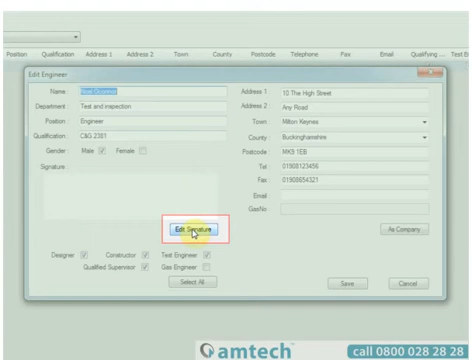 Position Qualification Address 1 Address 2 Town County Postcode Telephone Fax Email Qualifying ... Test E
Edit Engineer
Name :
Address 1 10 The High Street
Department : Test and inspection Address 2 : Any Road
Position : Engineer Town : Milton Keynes
Qualification : C&G 2381 County : Buckinghamshire
Gender : Male Female Postcode : MK9 1EB
Signature : Tel : 01908123456
Fax : 01908654321
Email :
GasNo :
Edit Signature As Company
Designer Constructor Test Engineer
Qualified Supervisor Gas Engineer
Select All Save Cancel
amtech call 0800 028 28 28